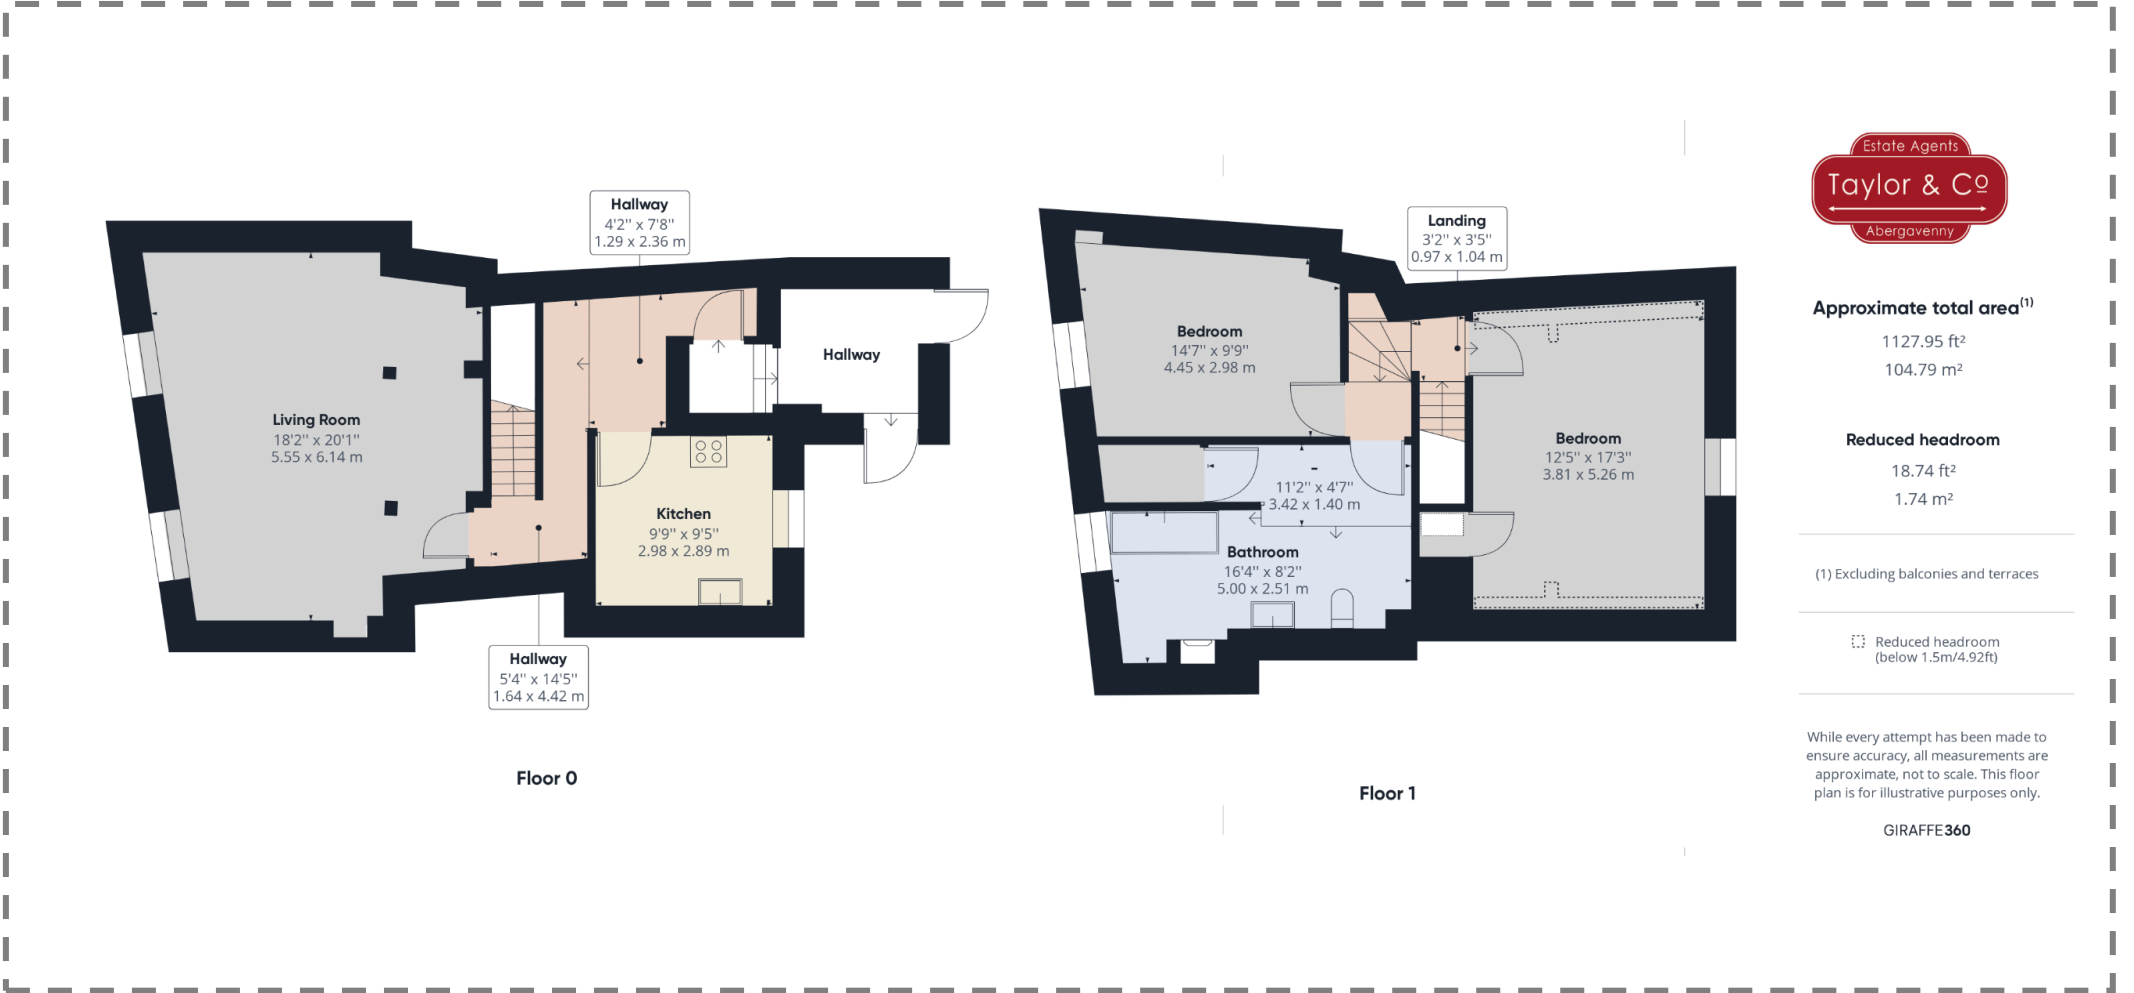 Hallway
4'2" x 7'8"
1.29 x 2.36 m
Hallway
Living Room
18'2" x 20'1"
5.55 x 6.14 m
Kitchen
9'9" x 9'5"
2.98 x 2.89 m
Hallway
5'4" x 14'5"
1.64 x 4.42 m
Floor 0
Landing
3'2" x 3'5"
0.97 x 1.04 m
Bedroom
14'7" x 9'9"
4.45 x 2.98 m
Bedroom
12'5" x 17'3"
3.81 x 5.26 m
-
11'2" x 4'7"
3.42 x 1.40 m
Bathroom
16'4" x 8'2"
5.00 x 2.51 m
Floor 1
Estate Agents
Taylor & Cº
Abergavenny
Approximate total area(1)
1127.95 ft²
104.79 m²
Reduced headroom
18.74 ft²
1.74 m²
(1) Excluding balconies and terraces
Reduced headroom
(below 1.5m/4.92ft)
While every attempt has been made to
ensure accuracy, all measurements are
approximate, not to scale. This floor
plan is for illustrative purposes only.
GIRAFFE360